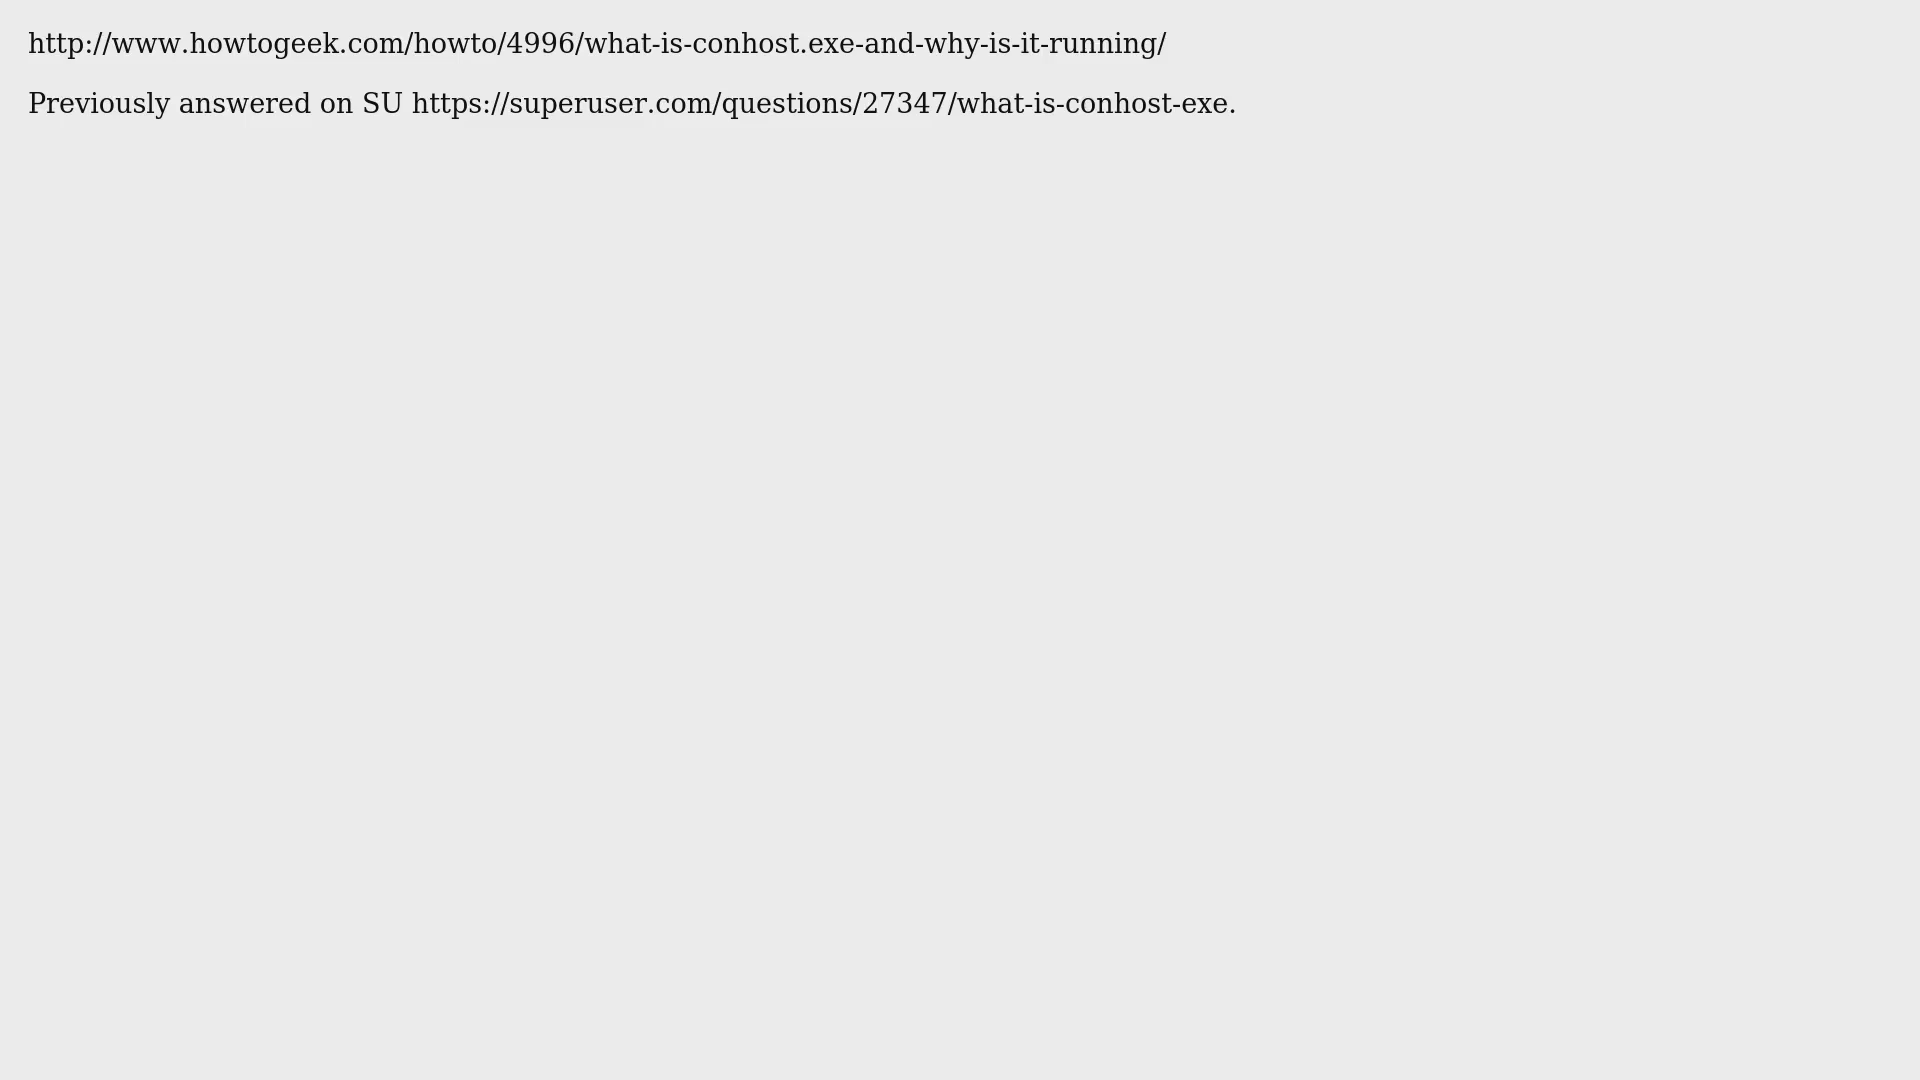 http://www.howtogeek.com/howto/4996/what-is-conhost.exe-and-why-is-it-running/
Previously answered on SU https://superuser.com/questions/27347/what-is-conhost-exe.